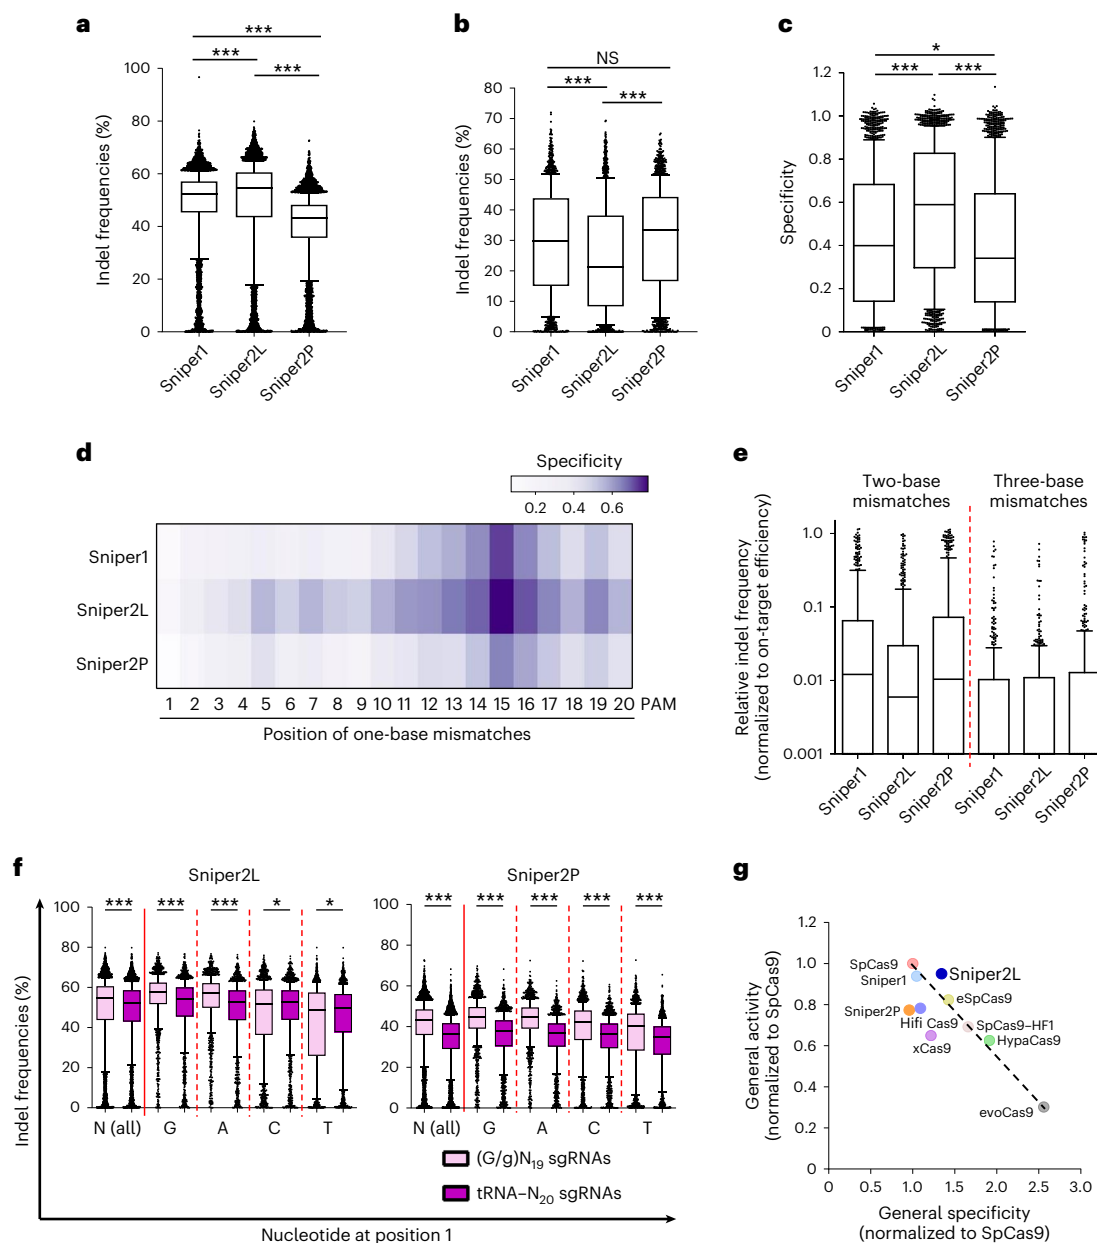 a
***
***
***
Indel frequencies (%)
100
80
60
40
20
0
Sniper1
Sniper2L
Sniper2P
b
NS
***
***
Indel frequencies (%)
80
70
60
50
40
30
20
10
0
Sniper1
Sniper2L
Sniper2P
c
*
***
***
Specificity
1.2
1.0
0.8
0.6
0.4
0.2
0
Sniper1
Sniper2L
Sniper2P
d
Specificity
0.2 0.4 0.6
Sniper1
Sniper2L
Sniper2P
1 2 3 4 5 6 7 8 9 10 11 12 13 14 15 16 17 18 19 20 PAM
Position of one-base mismatches
e
Two-base mismatches
Three-base mismatches
Relative indel frequency
(normalized to on-target efficiency)
1.0
0.1
0.01
0.001
Sniper1
Sniper2L
Sniper2P
Sniper1
Sniper2L
Sniper2P
f
Sniper2L
*** *** *** * *
Indel frequencies (%)
100
80
60
40
20
0
N (all) G A C T
Sniper2P
*** *** *** *** ***
100
80
60
40
20
0
N (all) G A C T
(G/g)N19 sgRNAs
tRNA–N20 sgRNAs
Nucleotide at position 1
g
General activity
(normalized to SpCas9)
1.2
1.0
0.8
0.6
0.4
0.2
0
SpCas9
Sniper1
Sniper2L
eSpCas9
Sniper2P
Hifi Cas9
SpCas9–HF1
xCas9
HypaCas9
evoCas9
0 0.5 1.0 1.5 2.0 2.5 3.0
General specificity
(normalized to SpCas9)